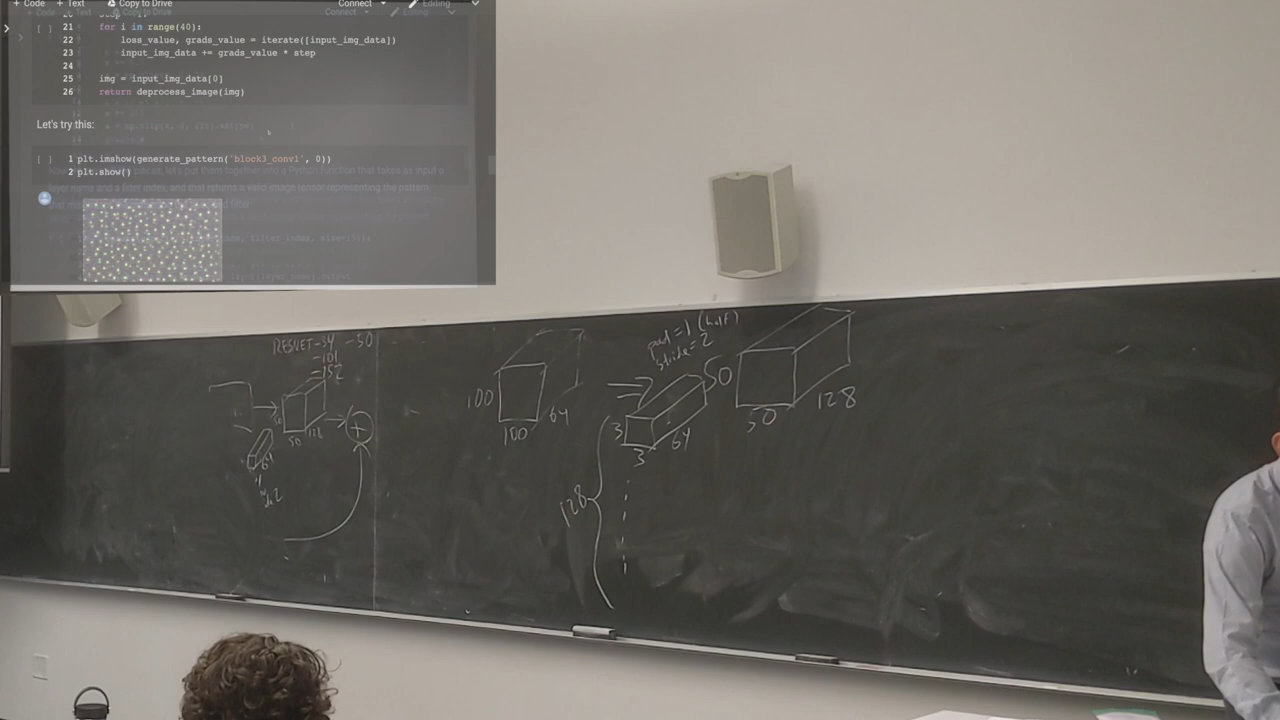 + Code + Text Copy to Drive Connect Editing
21 for i in range(40):
22 loss_value, grads_value = iterate([input_img_data])
23 input_img_data += grads_value * step
24
25 img = input_img_data[0]
26 return deprocess_image(img)
Let's try this:
[ ] 1 plt.imshow(generate_pattern('block3_conv1', 0))
2 plt.show()
RESNET-34 -50
-101
-152
50
50
128
+
64
100
100
64
pad=1 (half)
stride=2
3
3
64
128
50
50
128